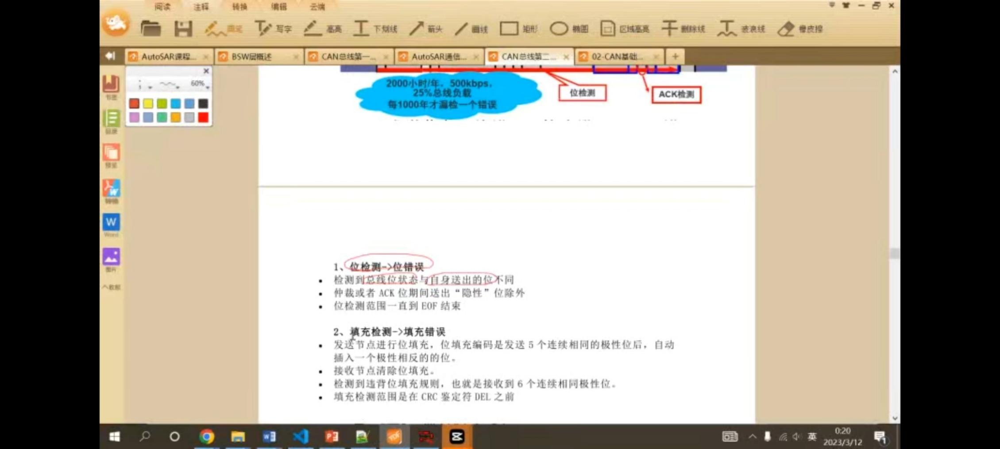 阅读 注释 转换 编辑 云端
画笔 写字 高亮 下划线 箭头 画线 矩形 椭圆 区域高亮 删除线 波浪线 橡皮擦
AutoSAR课程... BSW层概述 CAN总线第一... AutoSAR通信... CAN总线第二... 02-CAN基础...
60%
书签
目录
预览
转换
W
Word
图片
2000小时/年，500kbps，
25%总线负载
每1000年才漏检一个错误
位检测
ACK检测
1、位检测->位错误
• 检测到总线位状态与自身送出的位不同
• 仲裁或者 ACK 位期间送出“隐性”位除外
• 位检测范围一直到 EOF 结束
2、填充检测->填充错误
• 发送节点进行位填充，位填充编码是发送 5 个连续相同的极性位后，自动
插入一个极性相反的的位。
• 接收节点清除位填充。
• 检测到违背位填充规则，也就是接收到 6 个连续相同极性位。
• 填充检测范围是在 CRC 鉴定符 DEL 之前
英
0:20
2023/3/12
1